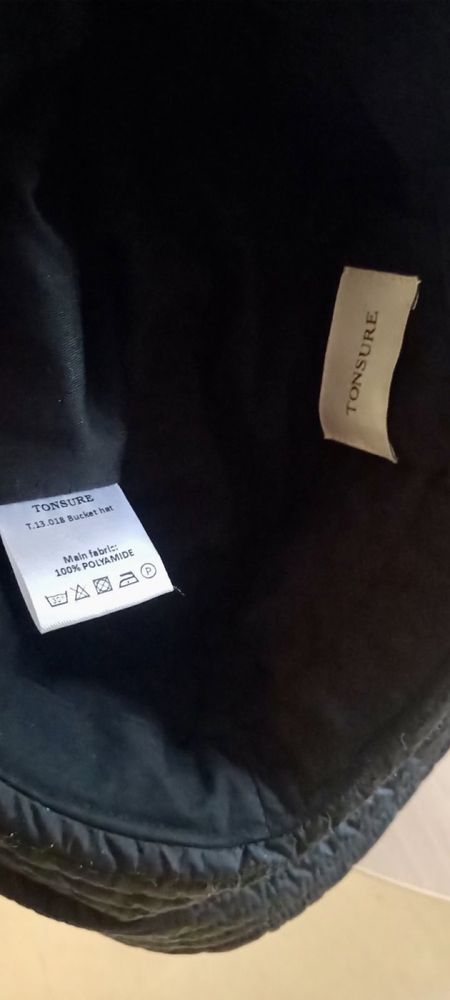 TONSURE
TONSURE
T.13.018 Bucket hat
Main fabric:
100% POLYAMIDE
P